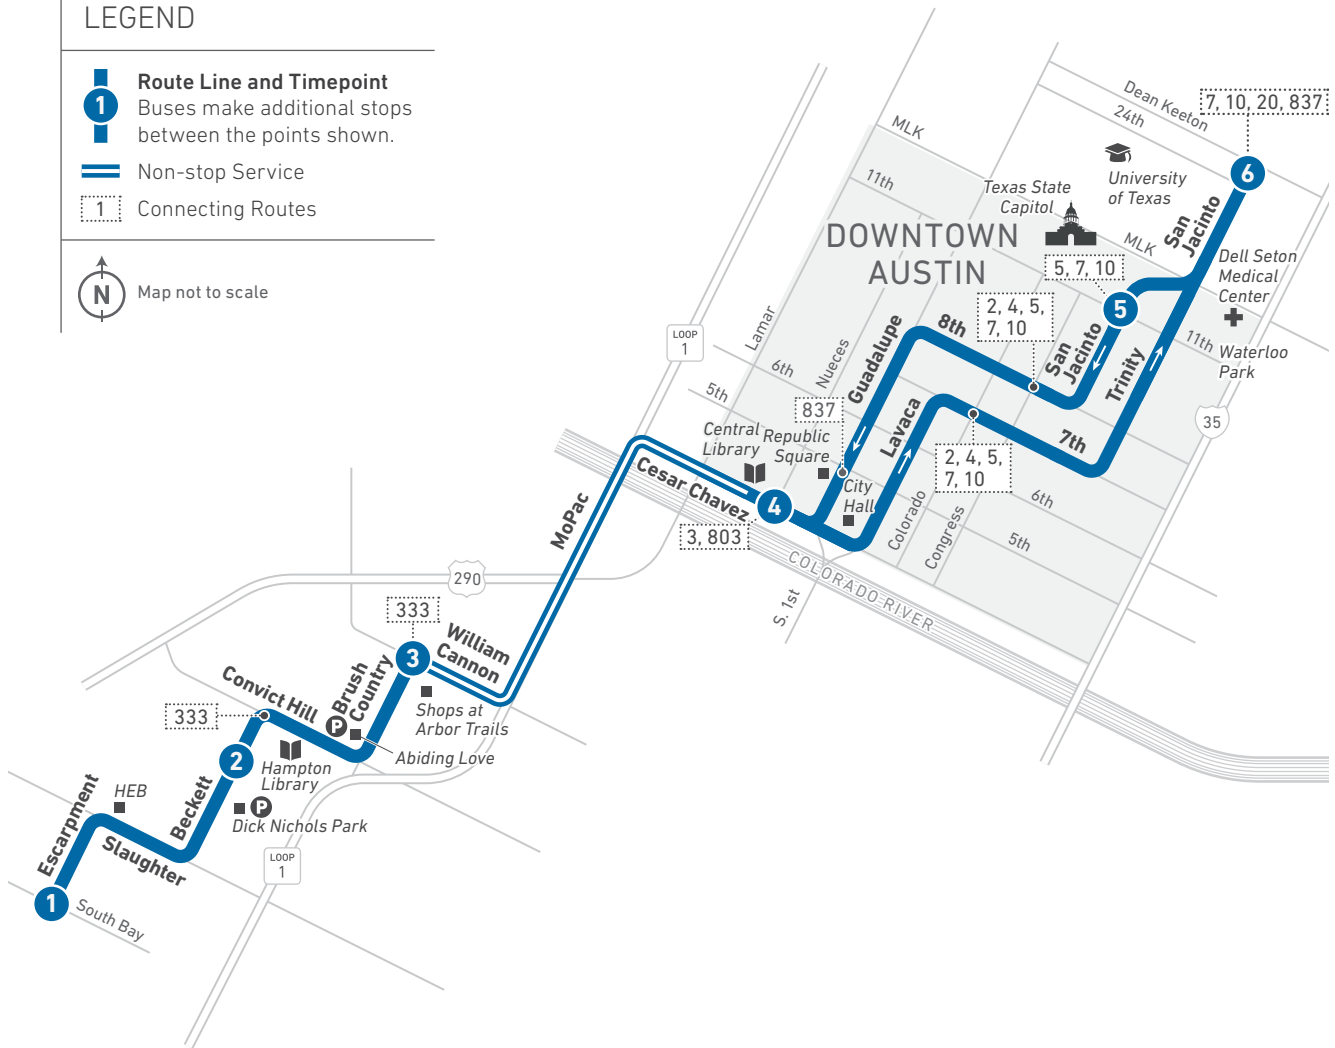 LEGEND
1
Route Line and Timepoint
Buses make additional stops
between the points shown.
Non-stop Service
1
Connecting Routes
N
Map not to scale
Dean Keeton
24th
7, 10, 20, 837
6
MLK
11th
University
of Texas
Texas State
Capitol
San
Jacinto
MLK
DOWNTOWN
AUSTIN
5, 7, 10
5
Dell Seton
Medical
Center
11th
Waterloo
Park
2, 4, 5,
7, 10
8th
San
Jacinto
Trinity
Guadalupe
Lamar
Nueces
LOOP
1
6th
5th
837
Lavaca
7th
35
Central
Library
Republic
Square
2, 4, 5,
7, 10
City
Hall
Cesar Chavez
4
3, 803
Colorado
Congress
6th
5th
COLORADO RIVER
S. 1st
MoPac
290
333
3
William
Cannon
Brush
Country
Convict Hill
333
P
Shops at
Arbor Trails
Abiding Love
2
Hampton
Library
Beckett
P
Dick Nichols Park
HEB
Escarpment
Slaughter
LOOP
1
1
South Bay